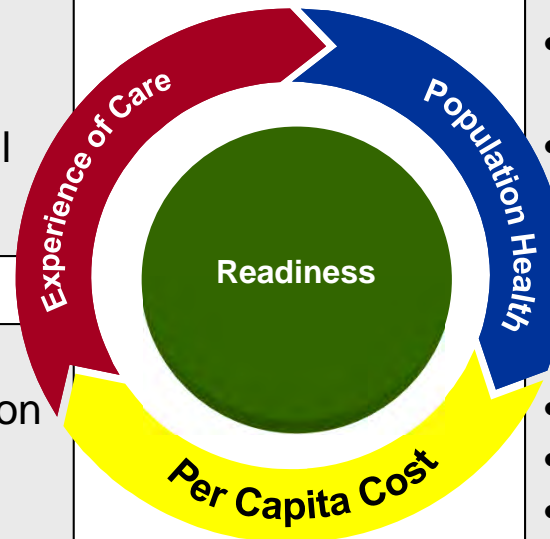 Experience of Care
Population Health
Readiness
Per Capita Cost